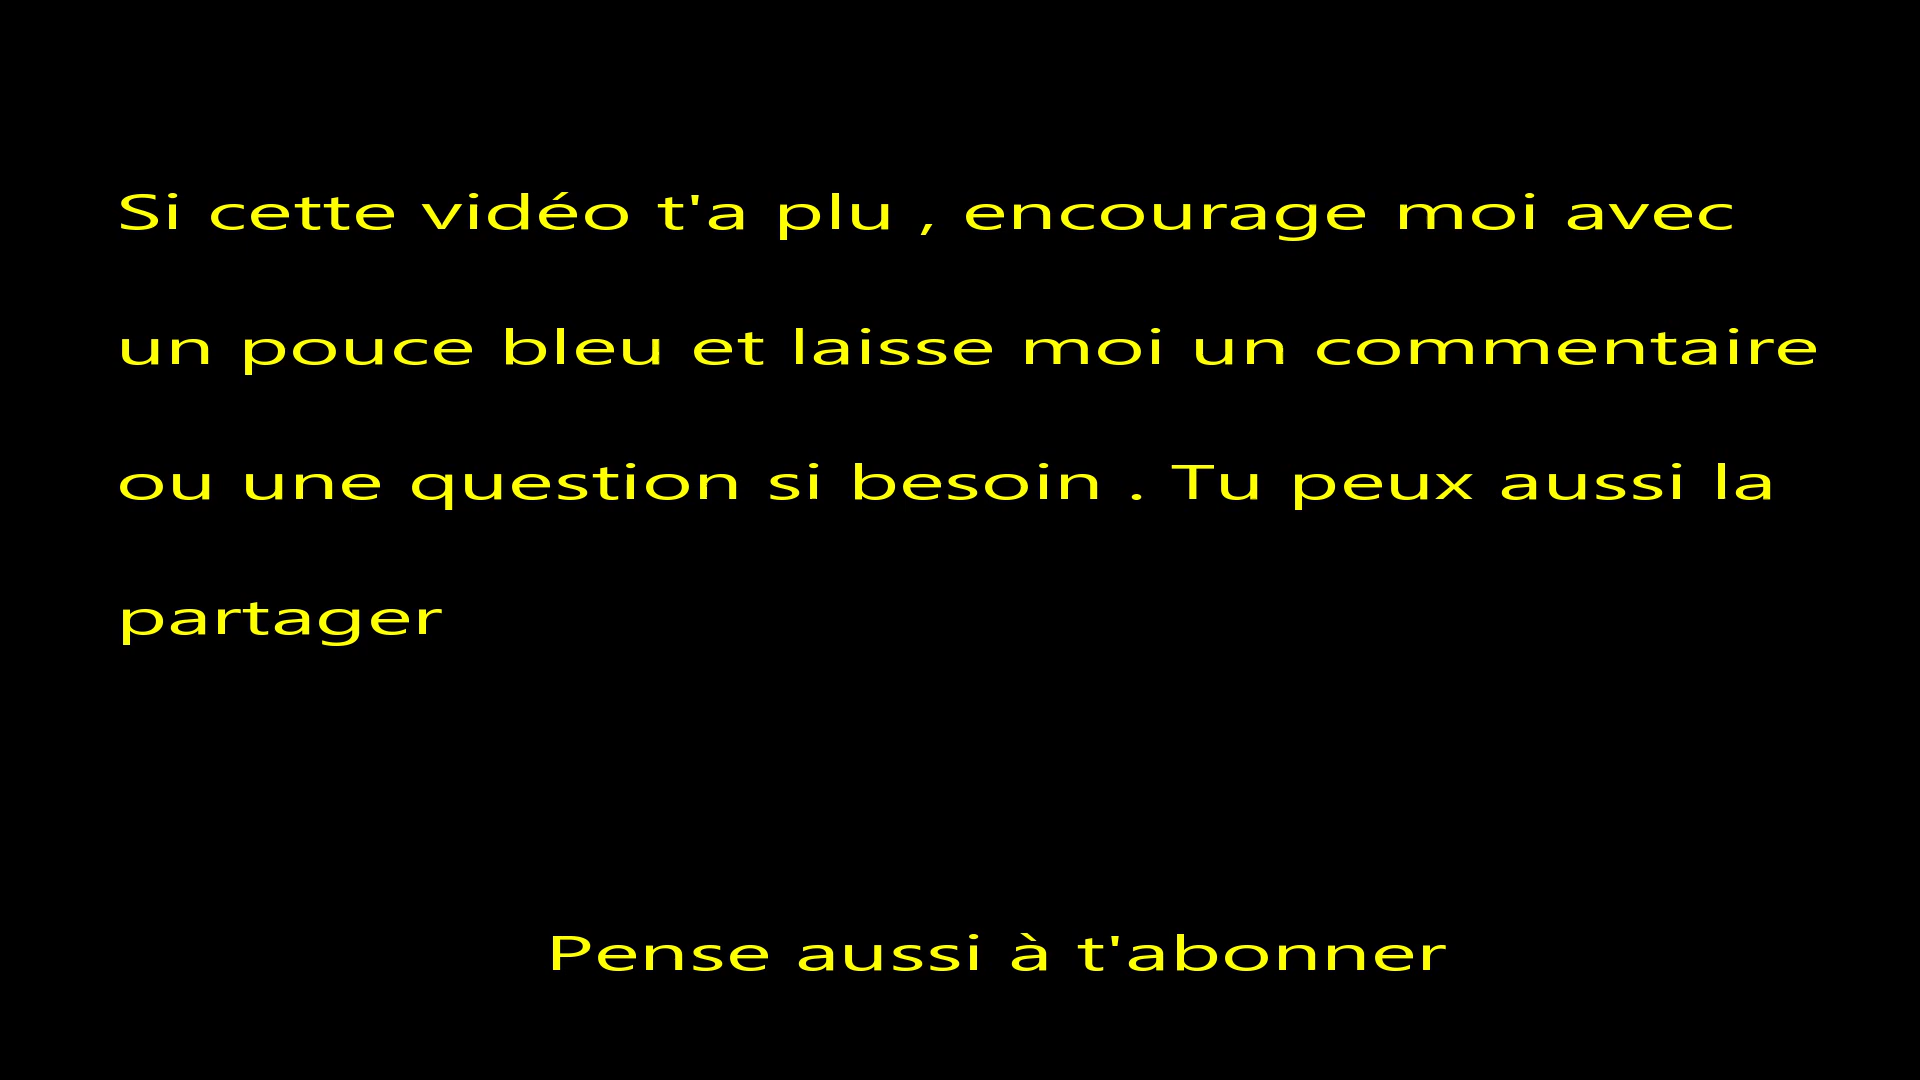 Si cette vidéo t'a plu , encourage moi avec
un pouce bleu et laisse moi un commentaire
ou une question si besoin . Tu peux aussi la
partager
Pense aussi à t'abonner